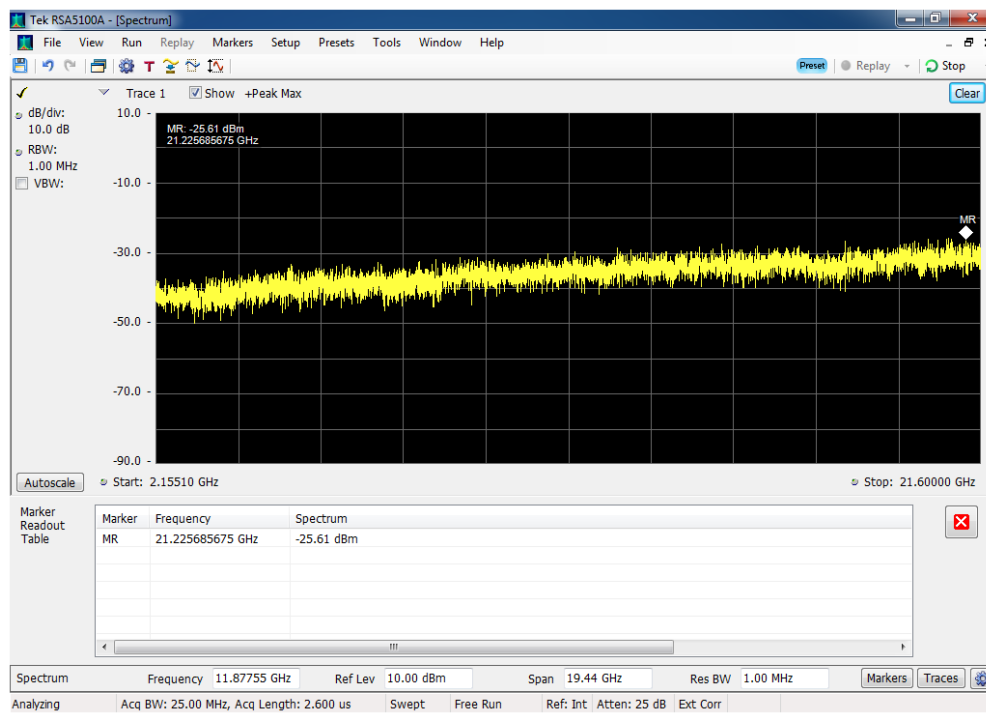 Tek RSA5100A - [Spectrum]
File View Run Replay Markers Setup Presets Tools Window Help
T Preset Replay Stop
Trace 1 Show +Peak Max Clear
dB/div:
10.0 dB
RBW:
1.00 MHz
VBW:
10.0 -
-10.0 -
-30.0 -
-50.0 -
-70.0 -
-90.0 -
MR: -25.61 dBm
21.225685675 GHz
MR
Autoscale Start: 2.15510 GHz Stop: 21.60000 GHz
Marker
Readout
Table
Marker Frequency Spectrum
MR 21.225685675 GHz -25.61 dBm
Spectrum Frequency 11.87755 GHz Ref Lev 10.00 dBm Span 19.44 GHz Res BW 1.00 MHz Markers Traces
Analyzing Acq BW: 25.00 MHz, Acq Length: 2.600 us Swept Free Run Ref: Int Atten: 25 dB Ext Corr